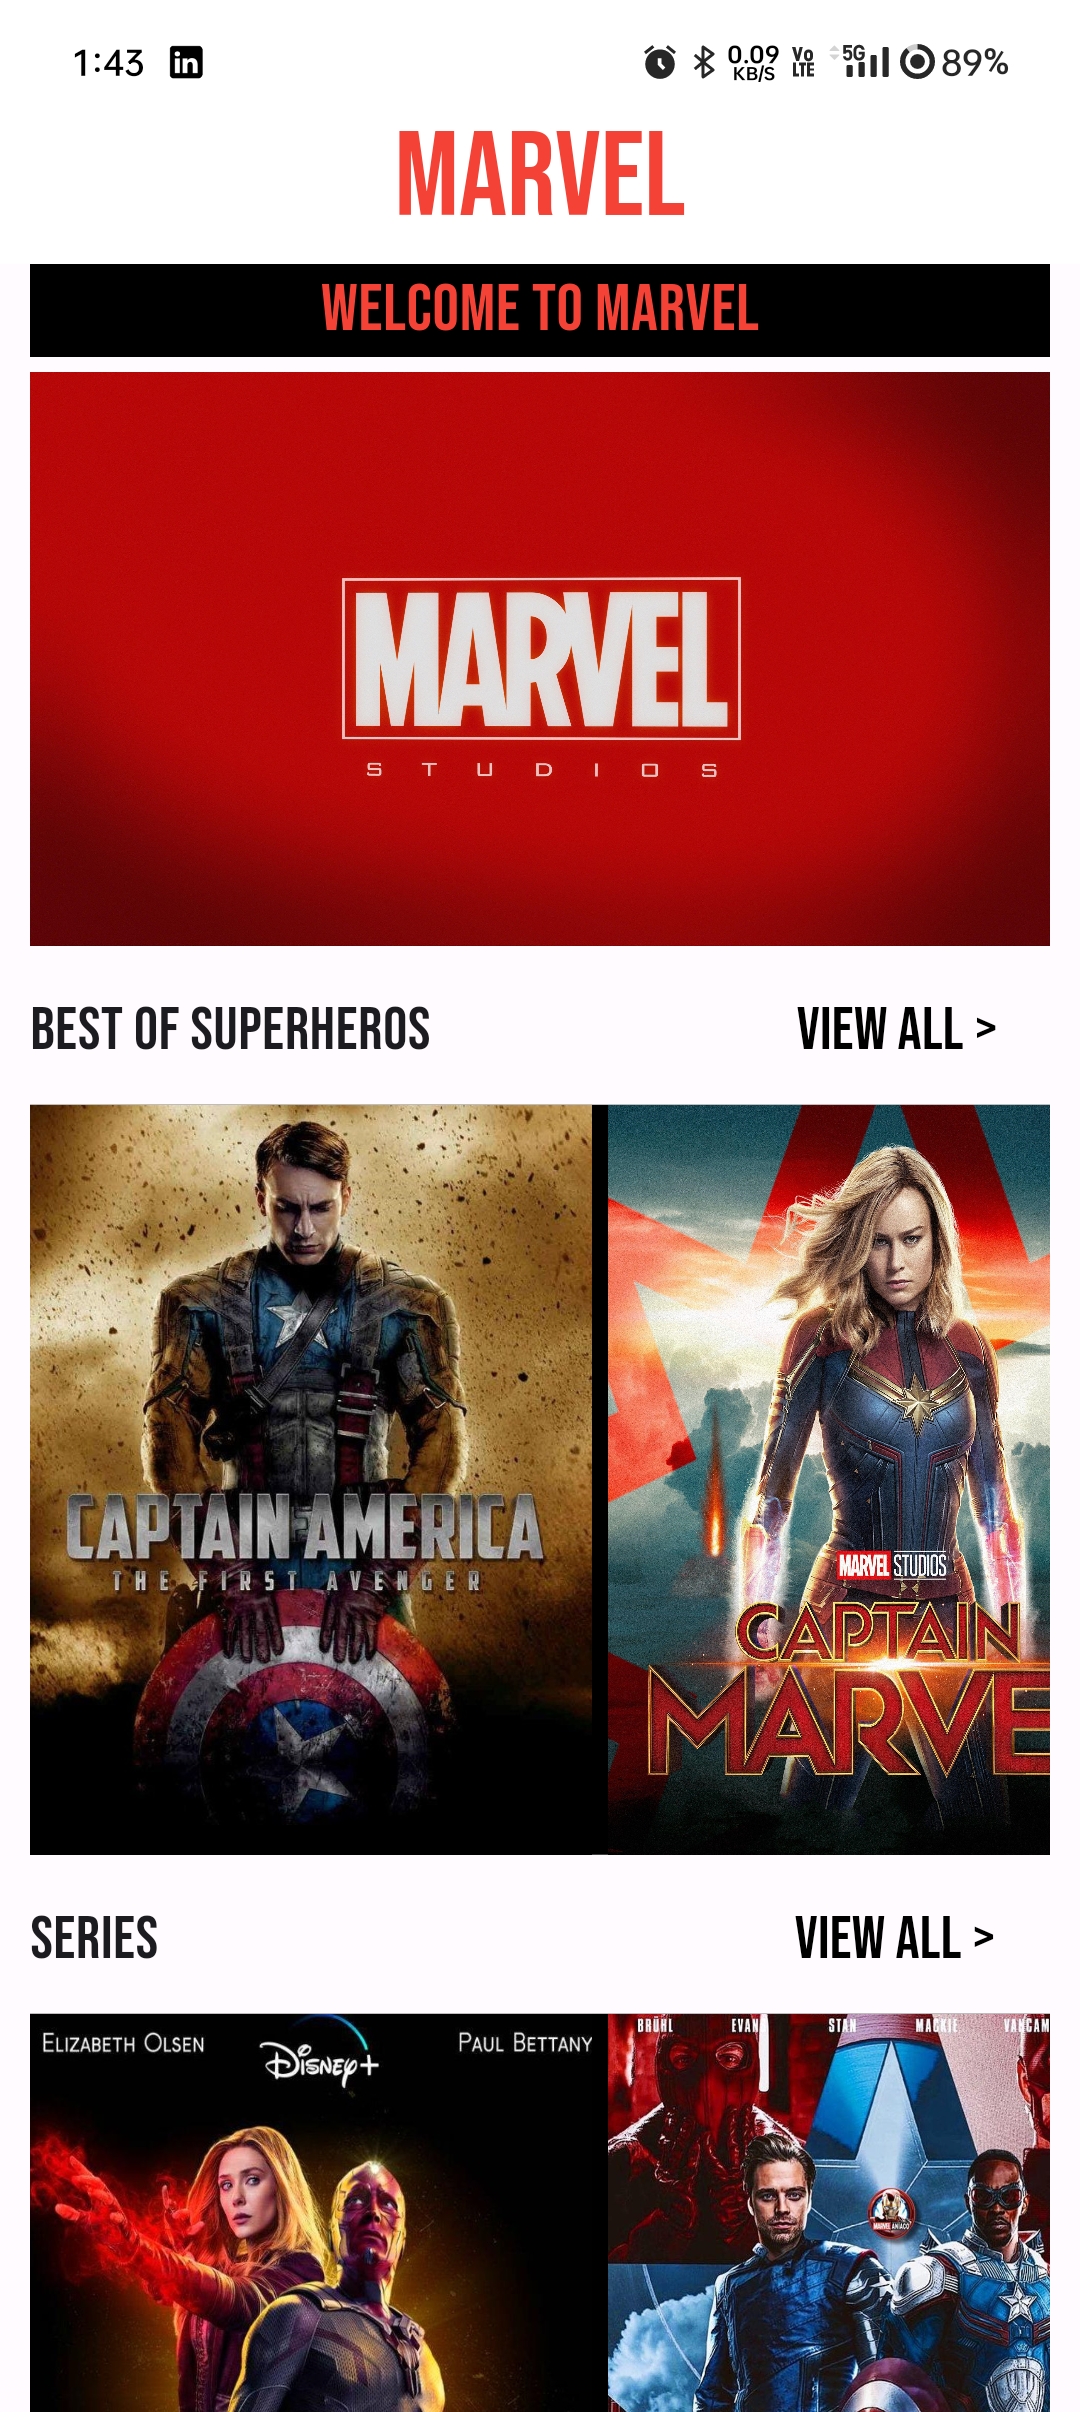 1:43 in 0.09 KB/S Vo LTE 5G 89%
MARVEL
WELCOME TO MARVEL
MARVEL
STUDIOS
BEST OF SUPERHEROS VIEW ALL >
CAPTAIN AMERICA
THE FIRST AVENGER
MARVEL STUDIOS
CAPTAIN
MARVE
SERIES VIEW ALL >
ELIZABETH OLSEN Disney+ PAUL BETTANY
BRÜHL EVAN STAN MACKIE VANCAM